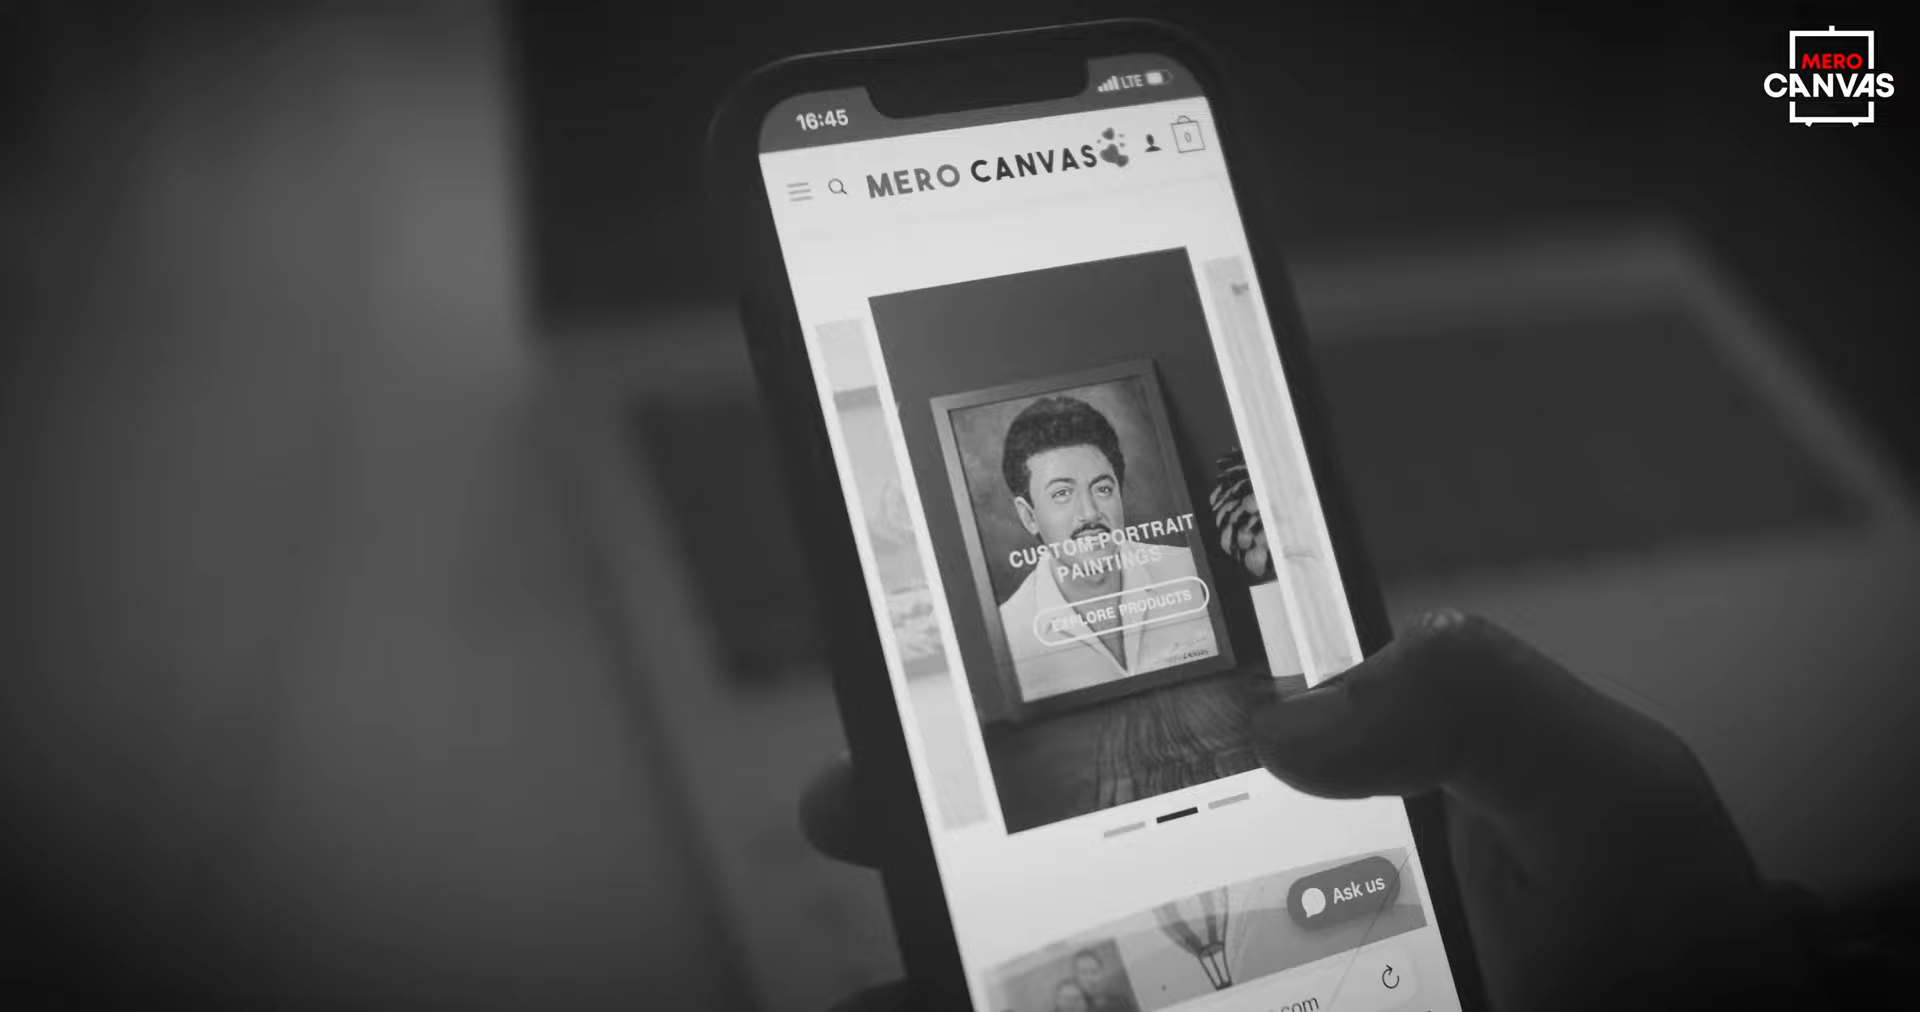 MERO
CANVAS
16:45
LTE
MERO CANVAS
0
CUSTOM PORTRAIT
PAINTINGS
EXPLORE PRODUCTS
Ask us
.com